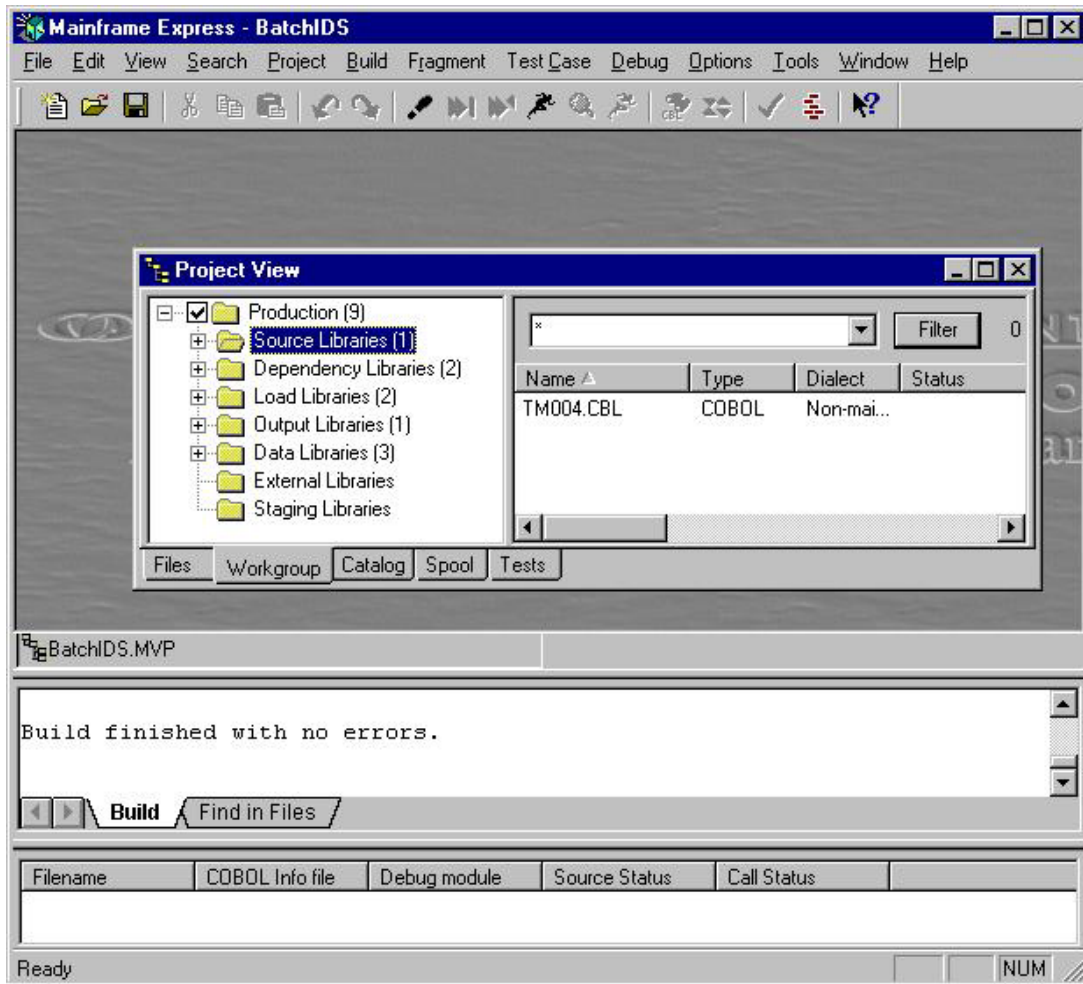 Mainframe Express - BatchIDS
File Edit View Search Project Build Fragment Test Case Debug Options Tools Window Help
CBL
Project View
Production (9)
Source Libraries (1)
Dependency Libraries (2)
Load Libraries (2)
Output Libraries (1)
Data Libraries (3)
External Libraries
Staging Libraries
* Filter 0
Name Type Dialect Status
TM004.CBL COBOL Non-mai...
Files Workgroup Catalog Spool Tests
BatchIDS.MVP
Build finished with no errors.
Build Find in Files
Filename COBOL Info file Debug module Source Status Call Status
Ready NUM